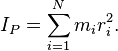 $I_P = \sum_{i=1}^{N} m_i r_i^2.$